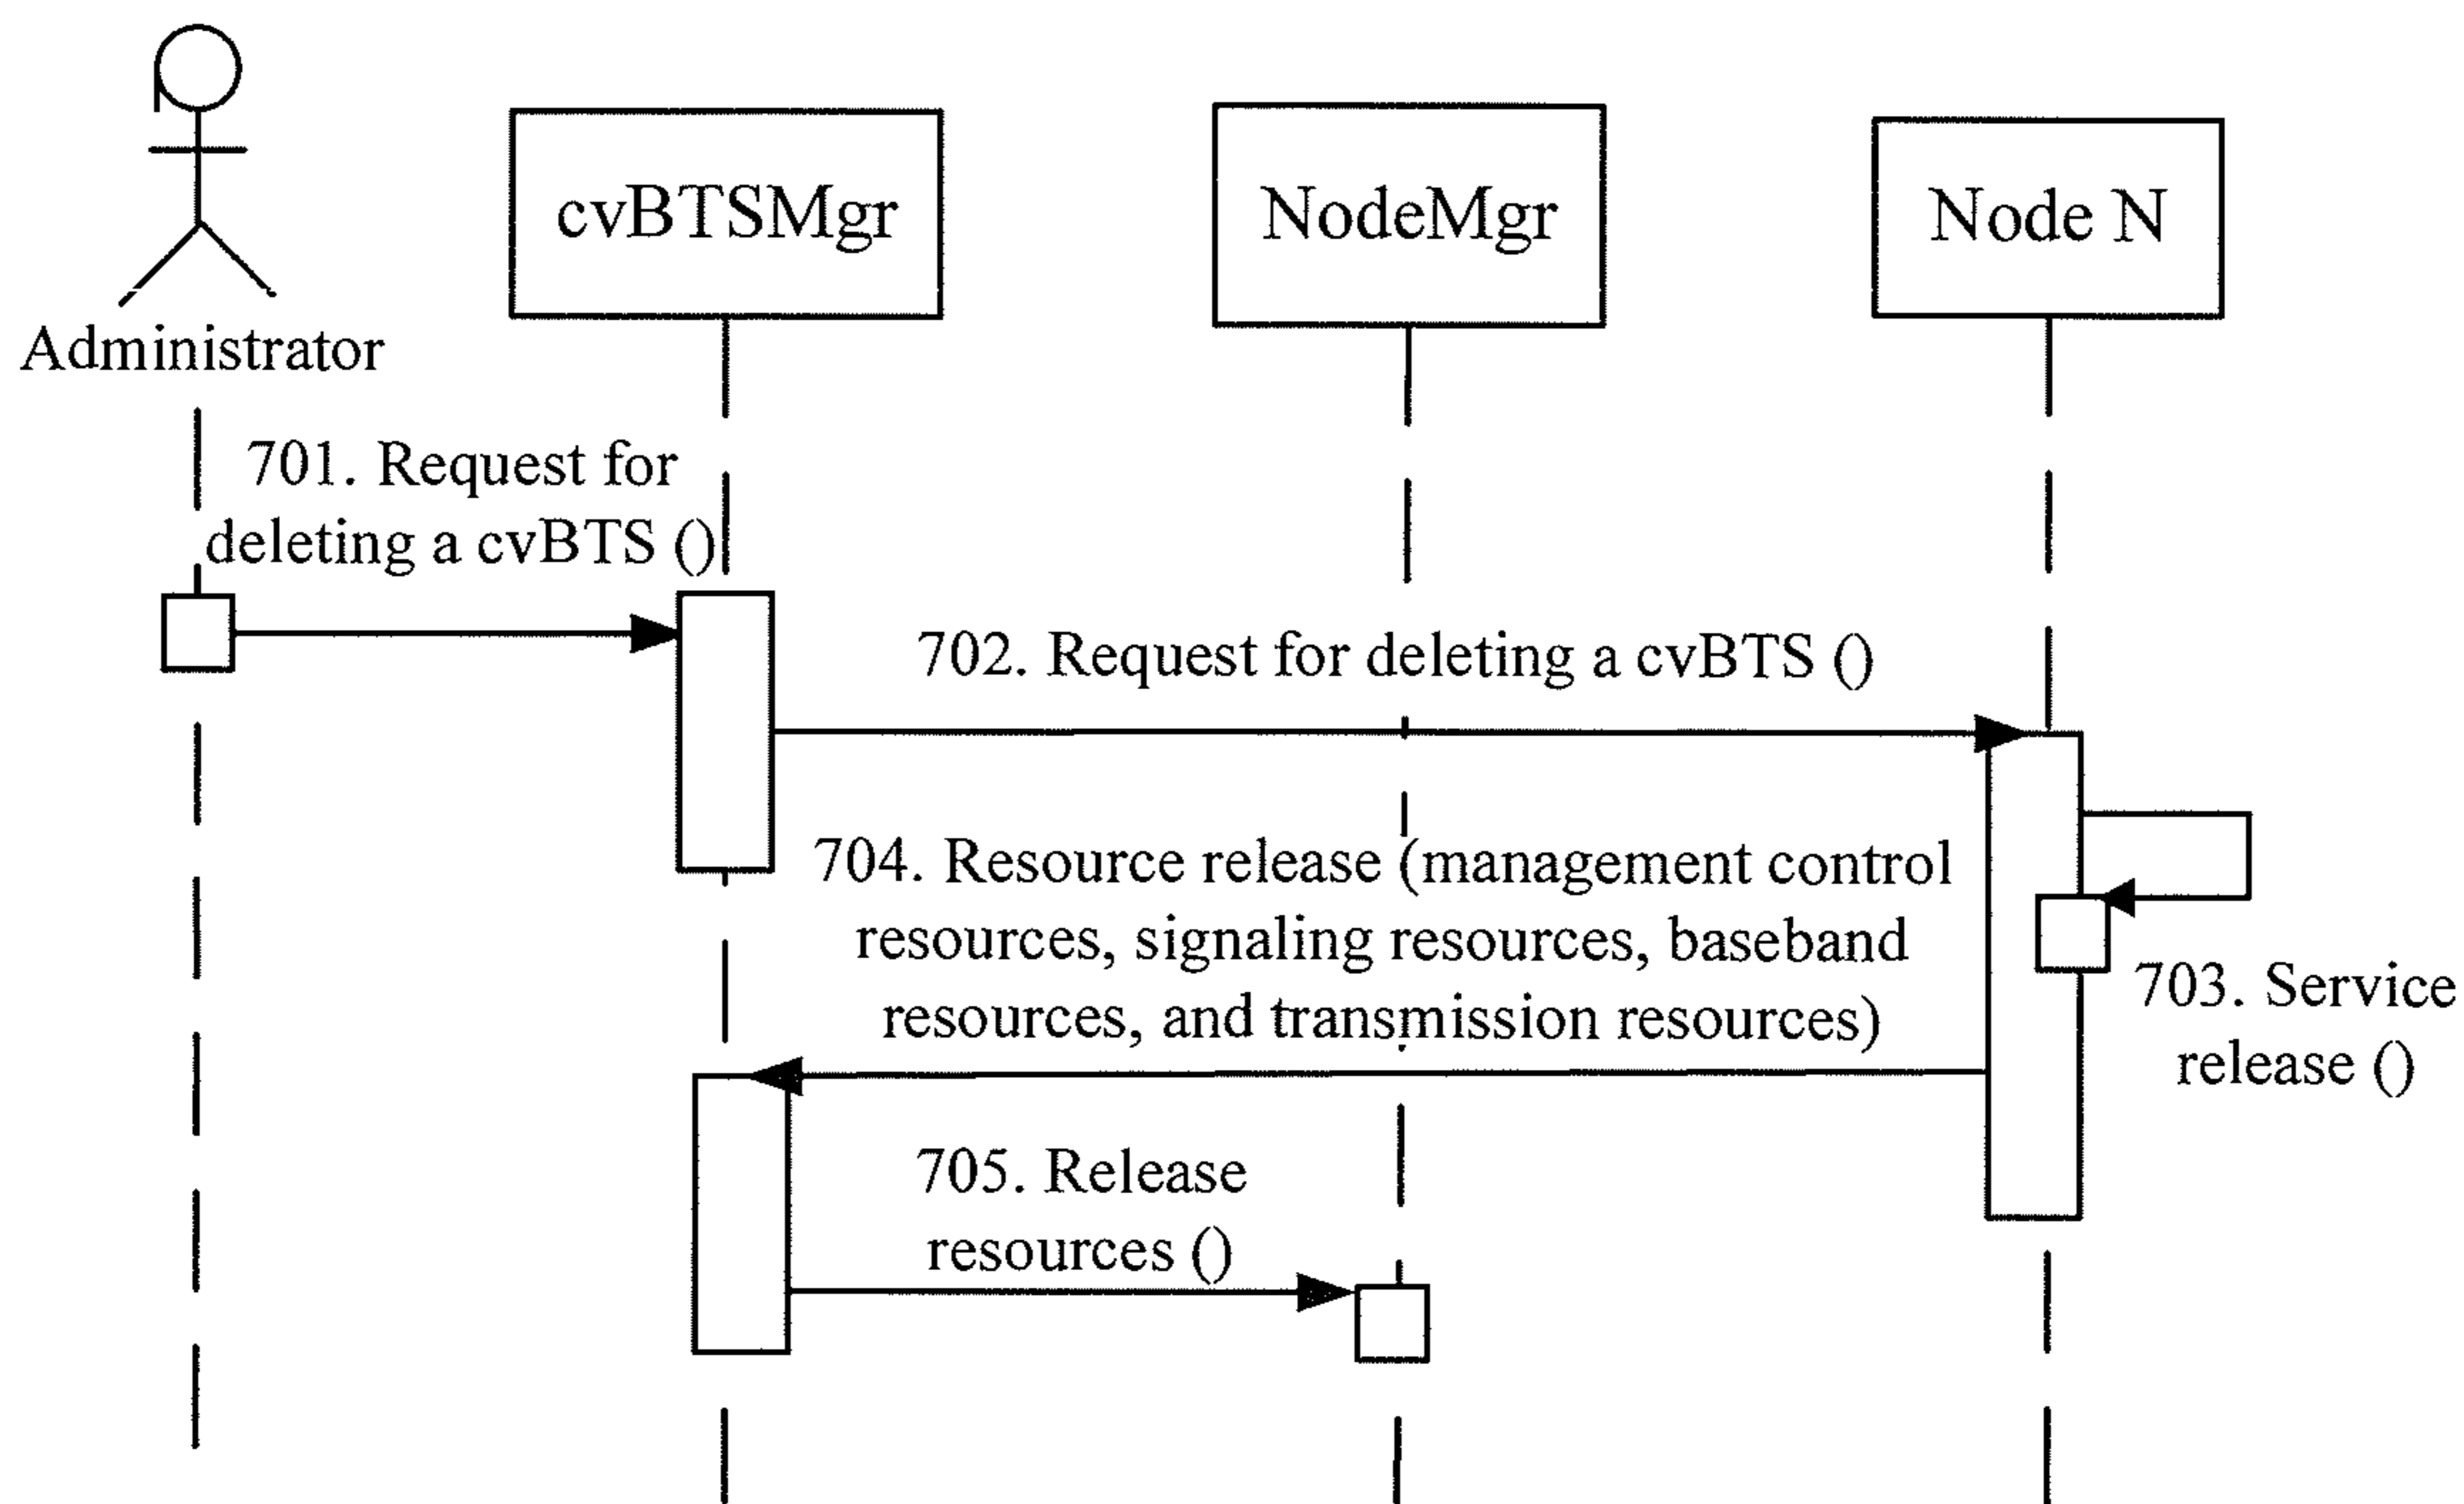 Administrator
cvBTSMgr
NodeMgr
Node N
701. Request for
deleting a cvBTS ()
702. Request for deleting a cvBTS ()
703. Service
release ()
704. Resource release (management control
resources, signaling resources, baseband
resources, and transmission resources)
705. Release
resources ()